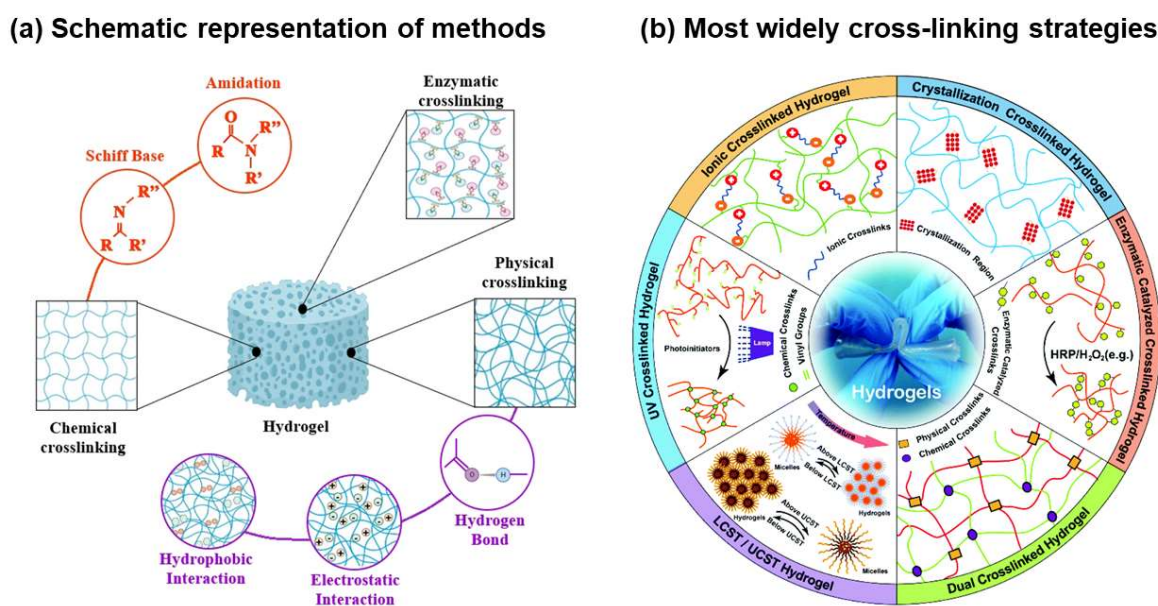 (a) Schematic representation of methods
Amidation
O
R
N
R''
R'
Schiff Base
R''
N
R
R'
Enzymatic
crosslinking
Physical
crosslinking
Chemical
crosslinking
Hydrogel
H
Hydrogen
Bond
Hydrophobic
Interaction
Electrostatic
Interaction
(b) Most widely cross-linking strategies
Ionic Crosslinked Hydrogel
Crystallization Crosslinked Hydrogel
Enzymatic Catalyzed Crosslinked Hydrogel
Dual Crosslinked Hydrogel
LCST / UCST Hydrogel
UV Crosslinked Hydrogel
Ionic Crosslinks
Crystallization
Region
Enzymatic Catalyzed
Crosslinks
HRP/H₂O₂(e.g.)
Physical Crosslinks
Chemical Crosslinks
Temperature
Micelles
Above LCST
Below LCST
Hydrogels
Hydrogels
Above UCST
Below UCST
Micelles
Photoinitiators
Lamp
Chemical Crosslinks
Vinyl Groups
Hydrogels